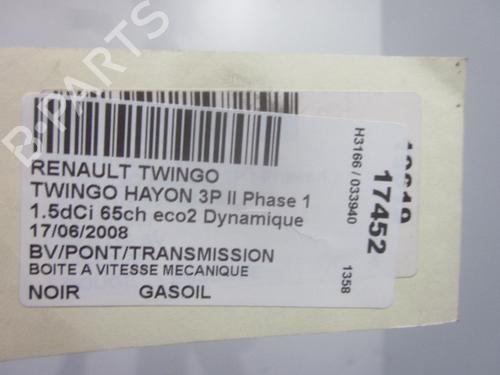 B-PARTS
RENAULT TWINGO
TWINGO HAYON 3P II Phase 1
1.5dCi 65ch eco2 Dynamique
17/06/2008
BV/PONT/TRANSMISSION
BOITE A VITESSE MECANIQUE
NOIR GASOIL
H3166 / 033940
17452
1358